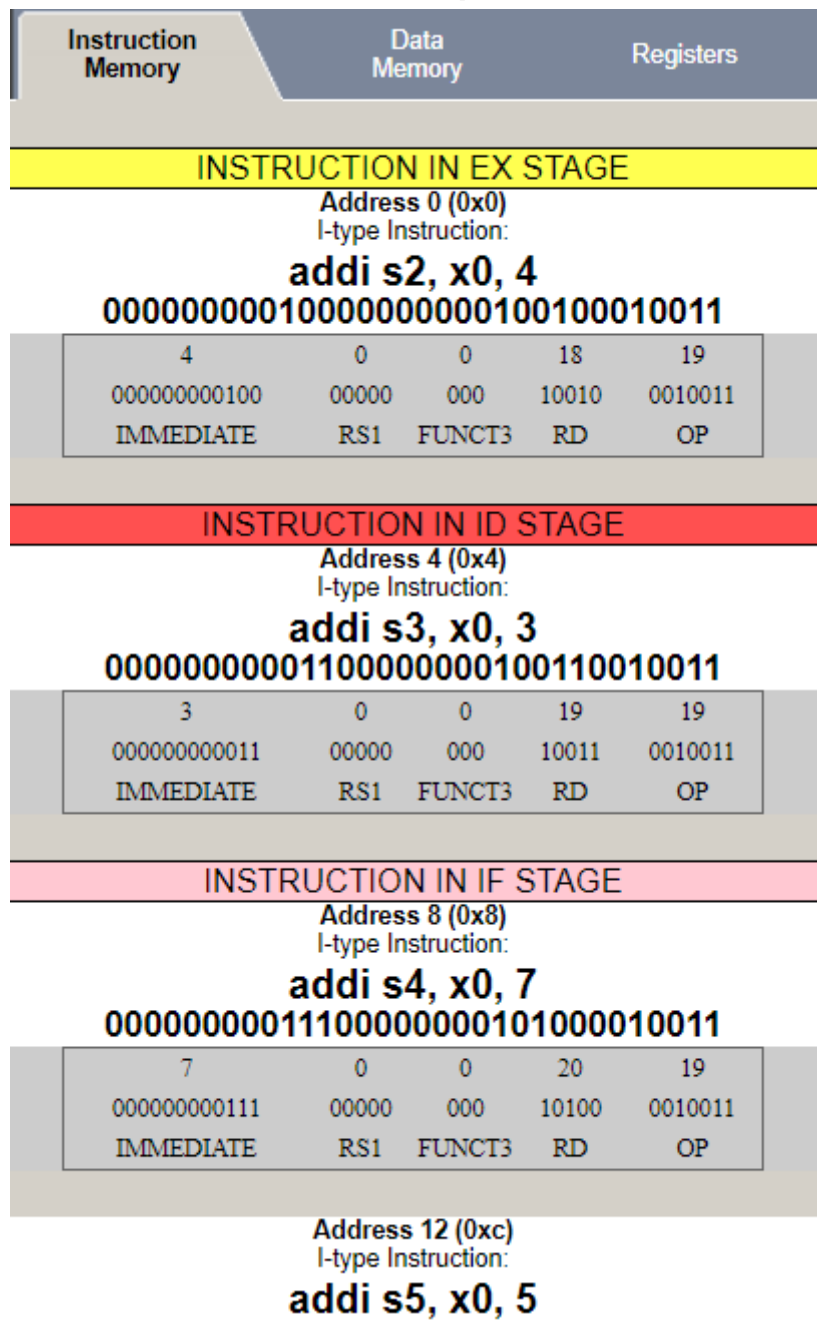 Instruction Memory
Data Memory
Registers
INSTRUCTION IN EX STAGE
Address 0 (0x0)
I-type Instruction:
addi s2, x0, 4
00000000010000000000100100010011
4 0 0 18 19
000000000100 00000 000 10010 0010011
IMMEDIATE RS1 FUNCT3 RD OP
INSTRUCTION IN ID STAGE
Address 4 (0x4)
I-type Instruction:
addi s3, x0, 3
00000000001100000000100110010011
3 0 0 19 19
000000000011 00000 000 10011 0010011
IMMEDIATE RS1 FUNCT3 RD OP
INSTRUCTION IN IF STAGE
Address 8 (0x8)
I-type Instruction:
addi s4, x0, 7
00000000011100000000101000010011
7 0 0 20 19
000000000111 00000 000 10100 0010011
IMMEDIATE RS1 FUNCT3 RD OP
Address 12 (0xc)
I-type Instruction:
addi s5, x0, 5